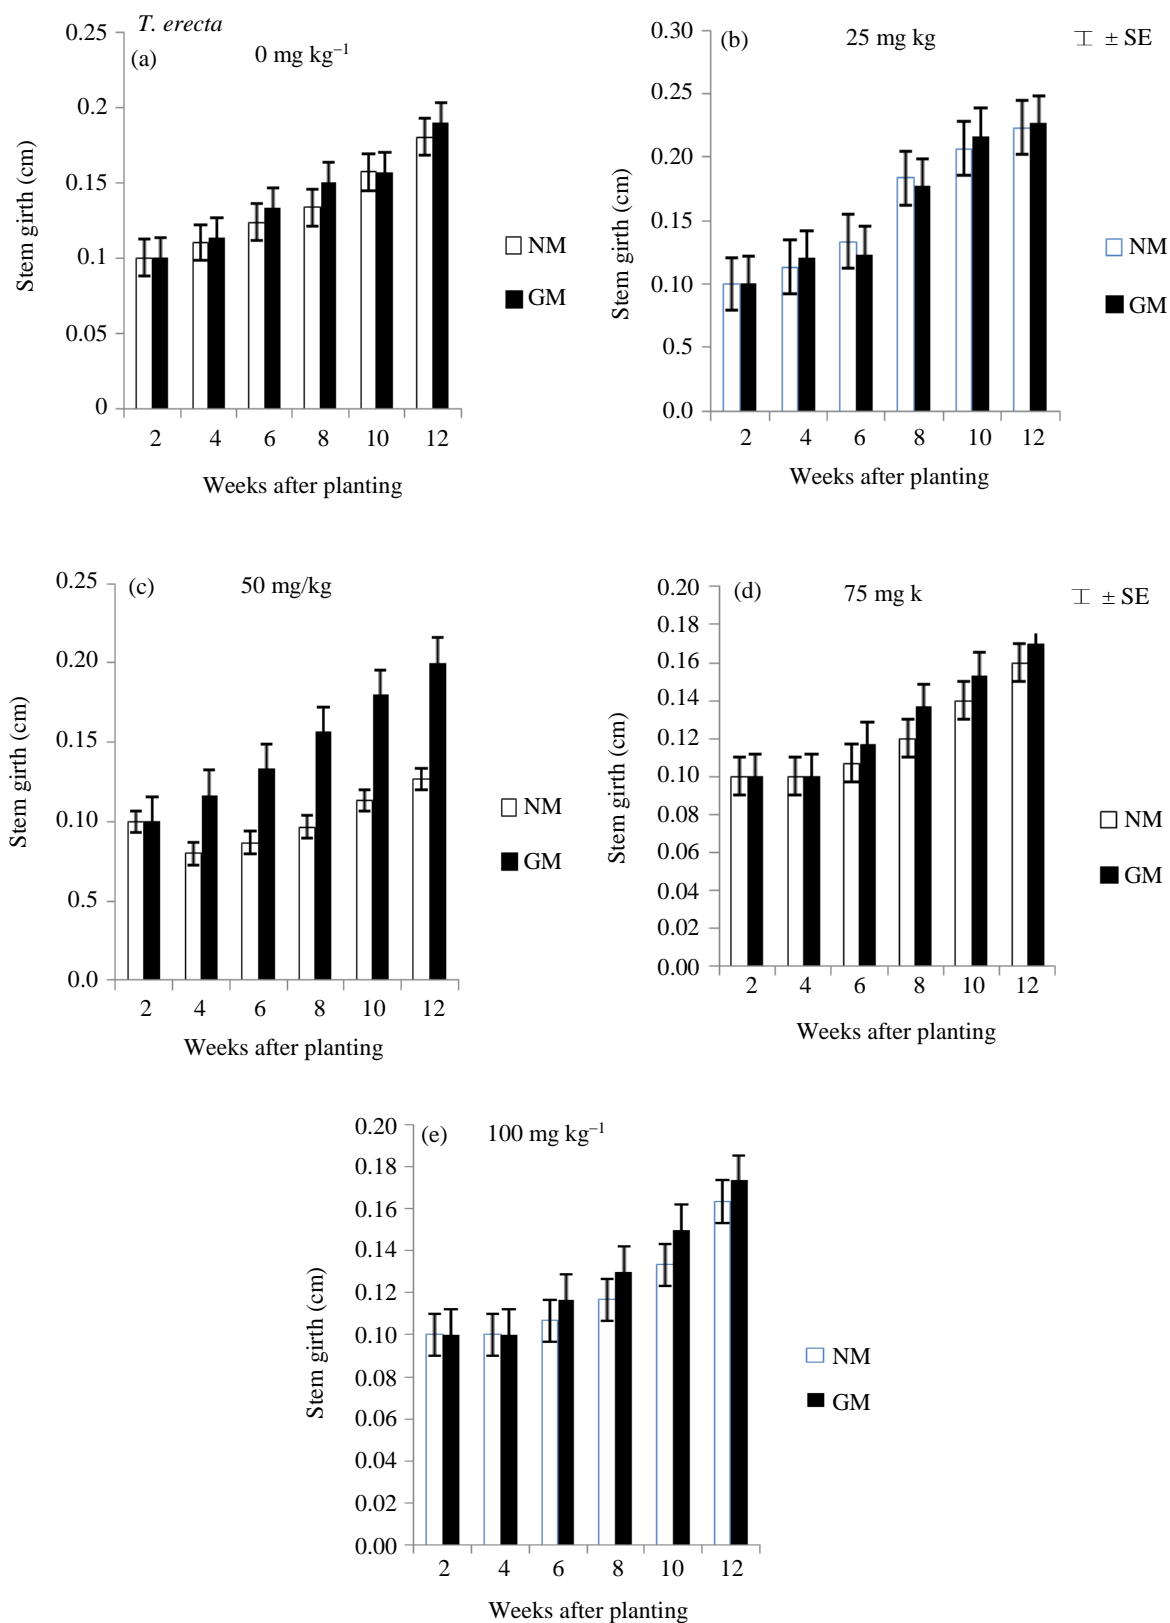 T. erecta
(a)
0 mg kg⁻¹
0.25
0.2
0.15
0.1
0.05
0
Stem girth (cm)
2 4 6 8 10 12
Weeks after planting
NM
GM
(b)
25 mg kg
± SE
0.30
0.25
0.20
0.15
0.10
0.5
0.0
Stem girth (cm)
2 4 6 8 10 12
Weeks after planting
NM
GM
(c)
50 mg/kg
0.25
0.20
0.15
0.10
0.5
0.0
Stem girth (cm)
2 4 6 8 10 12
Weeks after planting
NM
GM
(d)
75 mg k
± SE
0.20
0.18
0.16
0.14
0.12
0.10
0.08
0.06
0.04
0.02
0.00
Stem girth (cm)
2 4 6 8 10 12
Weeks after planting
NM
GM
(e)
100 mg kg⁻¹
0.20
0.18
0.16
0.14
0.12
0.10
0.08
0.06
0.04
0.02
0.00
Stem girth (cm)
2 4 6 8 10 12
Weeks after planting
NM
GM